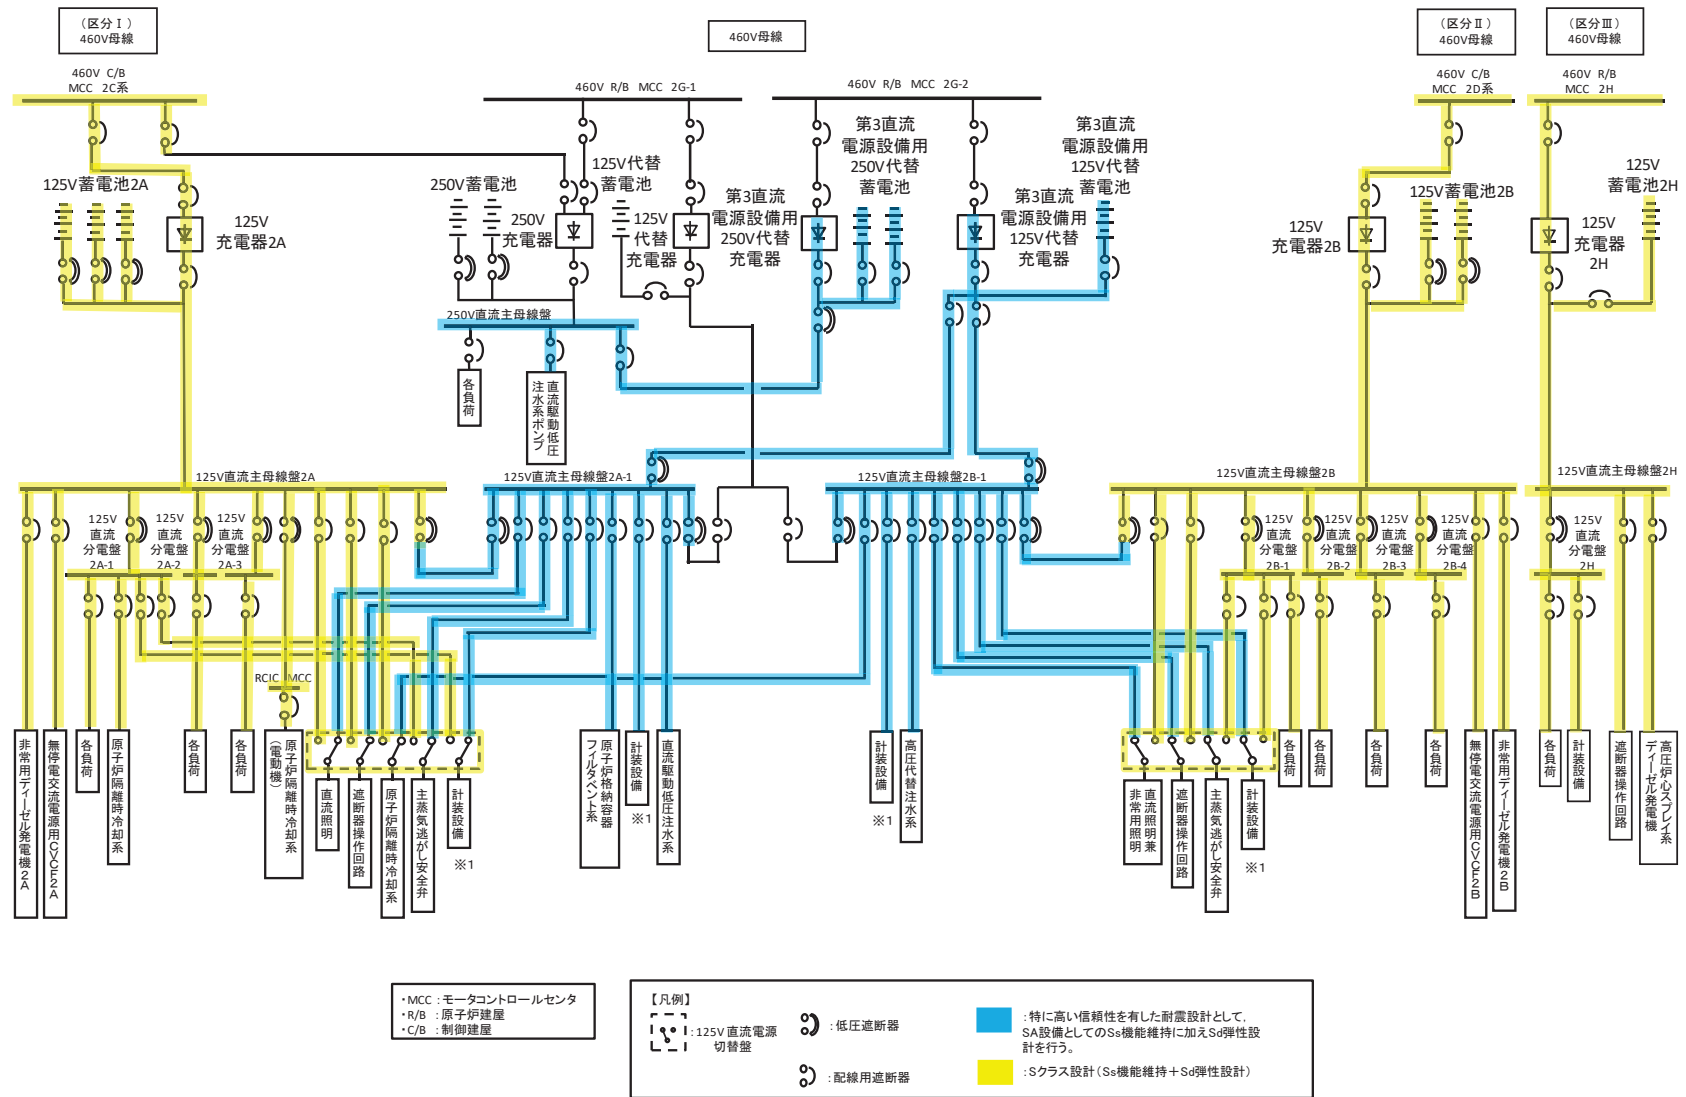 （区分Ⅰ）
460V母線
460V母線
（区分Ⅱ）
460V母線
（区分Ⅲ）
460V母線
460V C/B
MCC 2C系
460V R/B MCC 2G-1
460V R/B MCC 2G-2
460V C/B
MCC 2D系
460V R/B
MCC 2H
125V蓄電池2A
125V
充電器2A
250V蓄電池
250V
充電器
125V代替
蓄電池
125V
代替
充電器
第3直流
電源設備用
250V代替
充電器
第3直流
電源設備用
250V代替
蓄電池
第3直流
電源設備用
125V代替
充電器
第3直流
電源設備用
125V代替
蓄電池
125V
充電器2B
125V蓄電池2B
125V
充電器
2H
125V
蓄電池2H
250V直流主母線盤
各負荷
直流駆動低圧
注水系ポンプ
125V直流主母線盤2A
125V直流主母線盤2A-1
125V直流主母線盤2B-1
125V直流主母線盤2B
125V直流主母線盤2H
125V
直流
分電盤
2A-1
125V
直流
分電盤
2A-2
125V
直流
分電盤
2A-3
125V
直流
分電盤
2B-1
125V
直流
分電盤
2B-2
125V
直流
分電盤
2B-3
125V
直流
分電盤
2B-4
125V
直流
分電盤
2H
RCIC MCC
非常用ディーゼル発電機2A
無停電交流電源用CVCF2A
各負荷
原子炉隔離時冷却系
各負荷
各負荷
原子炉隔離時冷却系
（電動機）
直流照明
遮断器操作回路
原子炉隔離時冷却系
主蒸気逃がし安全弁
計装設備
※1
原子炉格納容器
フィルタベント系
計装設備
※1
直流駆動低圧注水系
計装設備
※1
高圧代替注水系
直流照明兼
非常用照明
遮断器操作回路
主蒸気逃がし安全弁
計装設備
※1
各負荷
各負荷
各負荷
各負荷
無停電交流電源用CVCF2B
非常用ディーゼル発電機2B
各負荷
計装設備
遮断器操作回路
高圧炉心スプレイ系
ディーゼル発電機
・MCC：モータコントロールセンタ
・R/B：原子炉建屋
・C/B：制御建屋
【凡例】
：125V直流電源
切替盤
：低圧遮断器
：配線用遮断器
：特に高い信頼性を有した耐震設計として，
SA設備としてのSs機能維持に加えSd弾性設
計を行う。
：Sクラス設計（Ss機能維持＋Sd弾性設計）